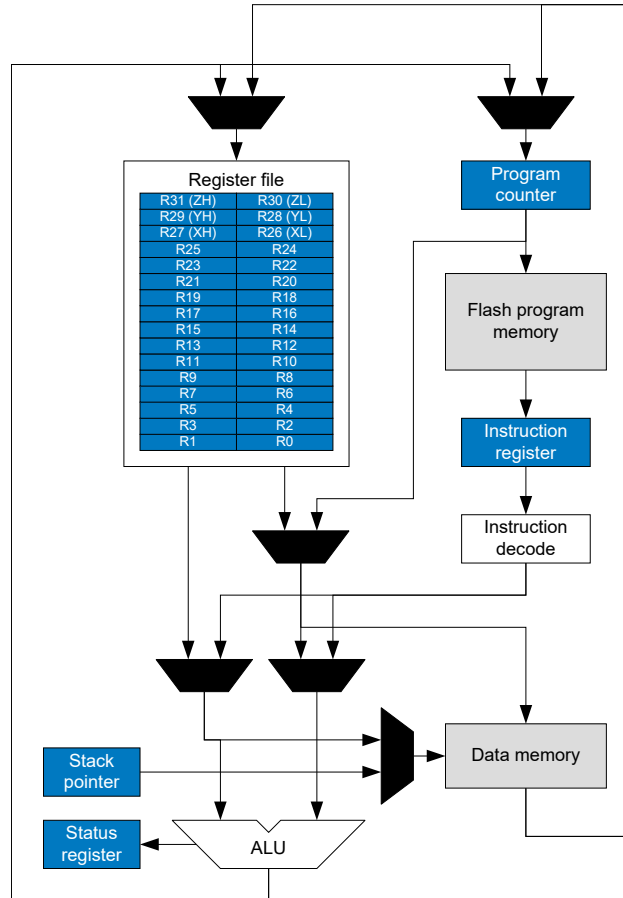 Register file
R31 (ZH) R30 (ZL)
R29 (YH) R28 (YL)
R27 (XH) R26 (XL)
R25 R24
R23 R22
R21 R20
R19 R18
R17 R16
R15 R14
R13 R12
R11 R10
R9 R8
R7 R6
R5 R4
R3 R2
R1 R0
Program
counter
Flash program
memory
Instruction
register
Instruction
decode
Stack
pointer
Data memory
Status
register
ALU